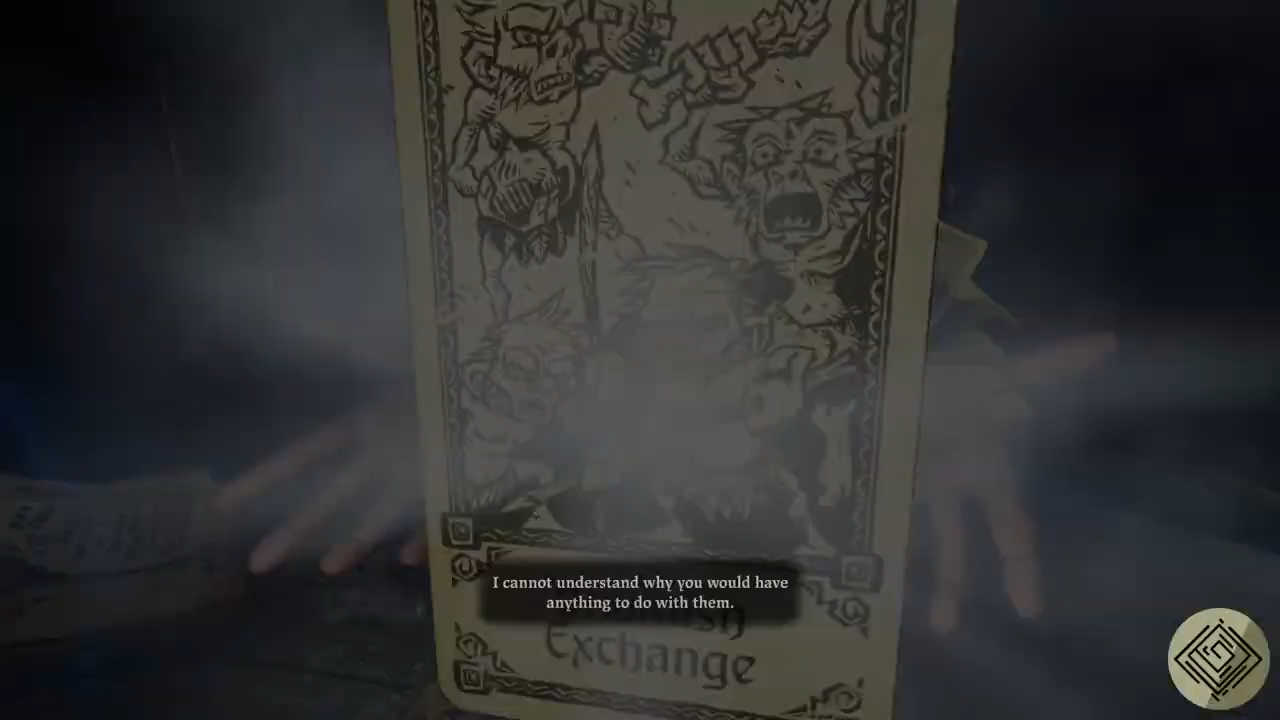 I cannot understand why you would have
anything to do with them.
Exchange